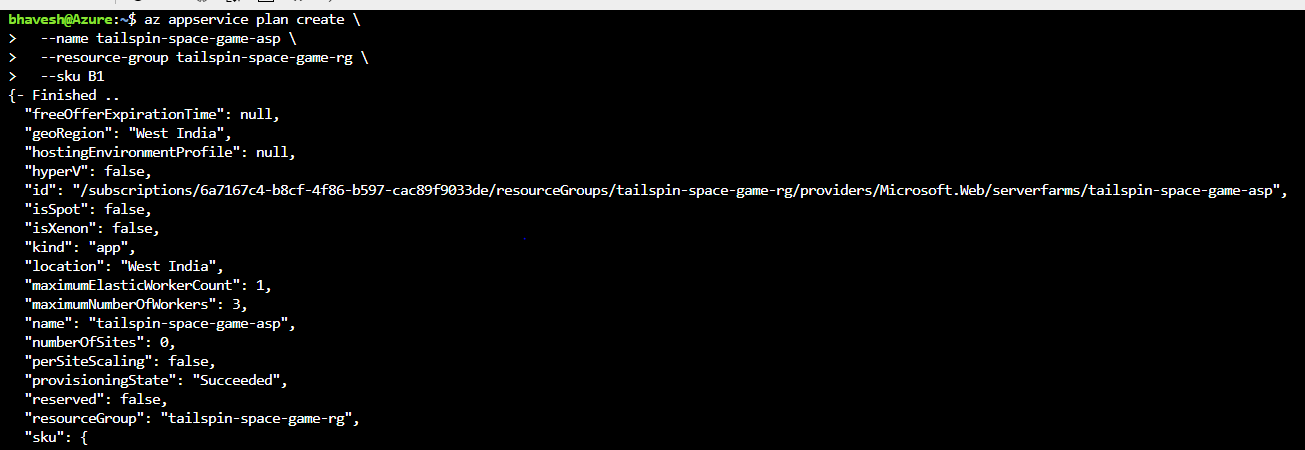 bhavesh@Azure:~$ az appservice plan create \
>   --name tailspin-space-game-asp \
>   --resource-group tailspin-space-game-rg \
>   --sku B1
{- Finished ..
  "freeOfferExpirationTime": null,
  "geoRegion": "West India",
  "hostingEnvironmentProfile": null,
  "hyperV": false,
  "id": "/subscriptions/6a7167c4-b8cf-4f86-b597-cac89f9033de/resourceGroups/tailspin-space-game-rg/providers/Microsoft.Web/serverfarms/tailspin-space-game-asp",
  "isSpot": false,
  "isXenon": false,
  "kind": "app",
  "location": "West India",
  "maximumElasticWorkerCount": 1,
  "maximumNumberOfWorkers": 3,
  "name": "tailspin-space-game-asp",
  "numberOfSites": 0,
  "perSiteScaling": false,
  "provisioningState": "Succeeded",
  "reserved": false,
  "resourceGroup": "tailspin-space-game-rg",
  "sku": {